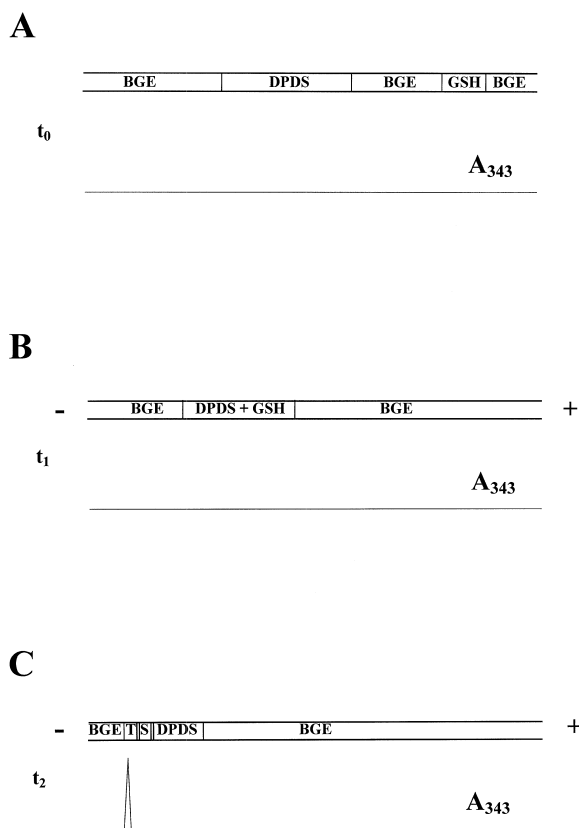 A
BGE DPDS BGE GSH BGE
t₀
A₃₄₃
B
- BGE DPDS + GSH BGE +
t₁
A₃₄₃
C
- BGE T S DPDS BGE +
t₂
A₃₄₃